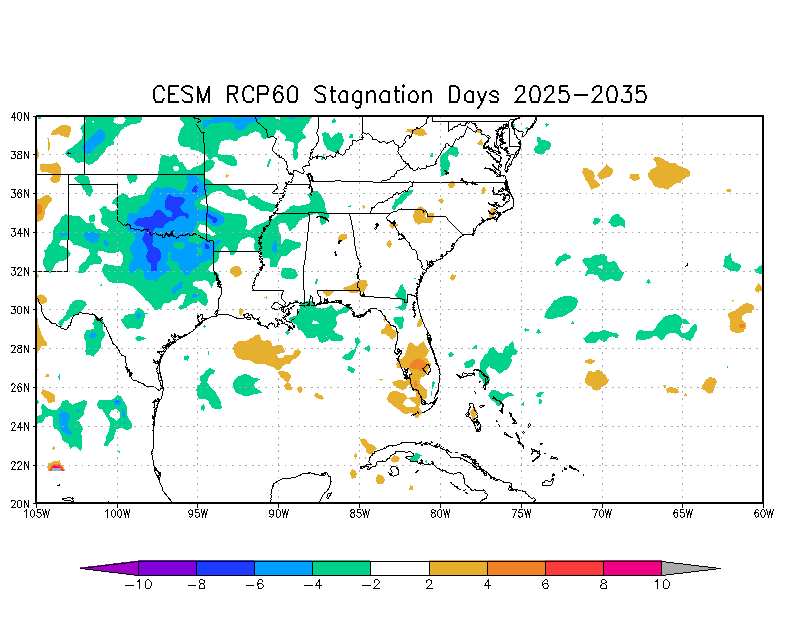 CESM RCP60 Stagnation Days 2025−2035
40N
38N
36N
34N
32N
30N
28N
26N
24N
22N
20N
105W 100W 95W 90W 85W 80W 75W 70W 65W 60W
−10 −8 −6 −4 −2 2 4 6 8 10